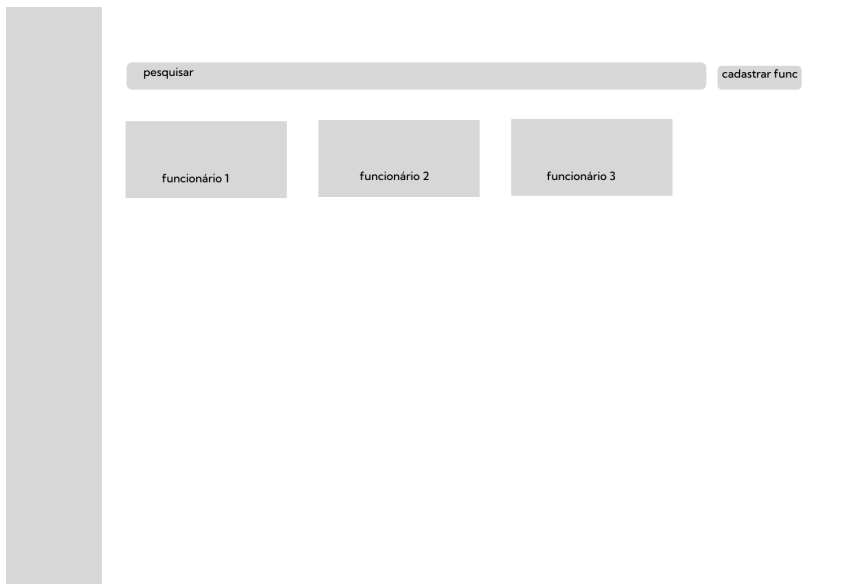 pesquisar
cadastrar func
funcionário 1
funcionário 2
funcionário 3